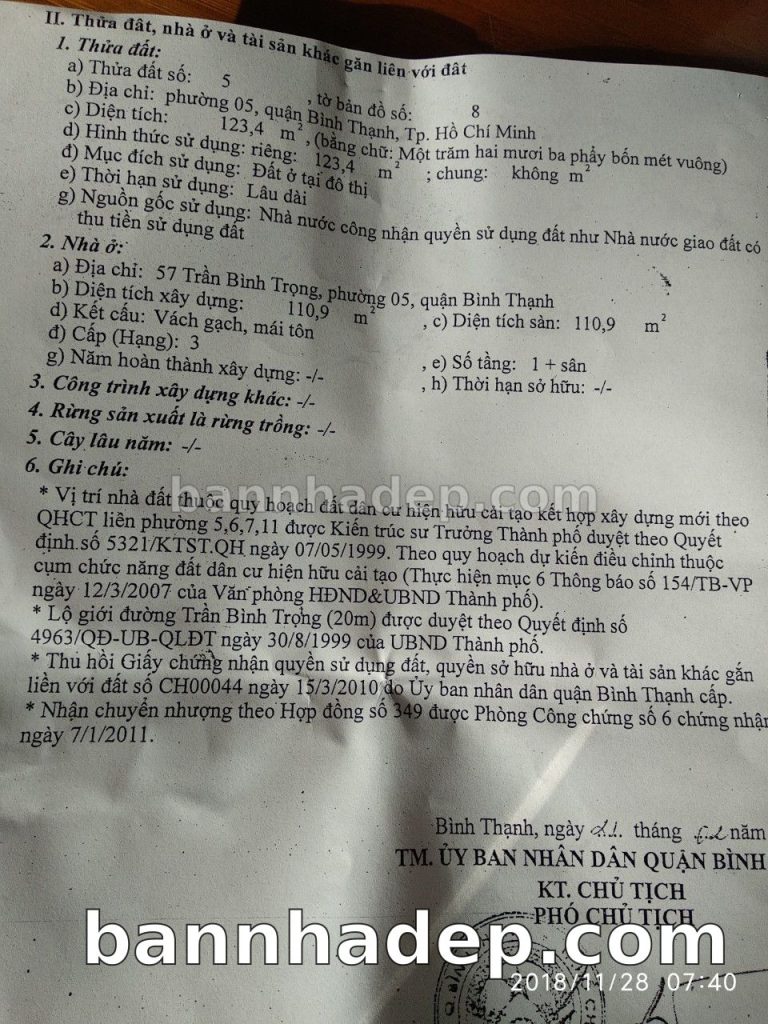 II. Thửa đất, nhà ở và tài sản khác gắn liền với đất
1. Thửa đất:
a) Thửa đất số: 5 , tờ bản đồ số: 8
b) Địa chỉ: phường 05, quận Bình Thạnh, Tp. Hồ Chí Minh
c) Diện tích: 123,4 m², (bằng chữ: Một trăm hai mươi ba phẩy bốn mét vuông)
d) Hình thức sử dụng: riêng: 123,4 m² ; chung: không m²
đ) Mục đích sử dụng: Đất ở tại đô thị
e) Thời hạn sử dụng: Lâu dài
g) Nguồn gốc sử dụng: Nhà nước công nhận quyền sử dụng đất như Nhà nước giao đất có
thu tiền sử dụng đất
2. Nhà ở:
a) Địa chỉ: 57 Trần Bình Trọng, phường 05, quận Bình Thạnh
b) Diện tích xây dựng: 110,9 m² , c) Diện tích sàn: 110,9 m²
d) Kết cấu: Vách gạch, mái tôn
đ) Cấp (Hạng): 3 , e) Số tầng: 1 + sân
g) Năm hoàn thành xây dựng: -/- , h) Thời hạn sở hữu: -/-
3. Công trình xây dựng khác: -/-
4. Rừng sản xuất là rừng trồng: -/-
5. Cây lâu năm: -/-
6. Ghi chú:
bannhadep.com
* Vị trí nhà đất thuộc quy hoạch đất dân cư hiện hữu cải tạo kết hợp xây dựng mới theo
QHCT liên phường 5,6,7,11 được Kiến trúc sư Trưởng Thành phố duyệt theo Quyết
định.số 5321/KTST.QH ngày 07/05/1999. Theo quy hoạch dự kiến điều chỉnh thuộc
cụm chức năng đất dân cư hiện hữu cải tạo (Thực hiện mục 6 Thông báo số 154/TB-VP
ngày 12/3/2007 của Văn phòng HĐND&UBND Thành phố).
* Lộ giới đường Trần Bình Trọng (20m) được duyệt theo Quyết định số
4963/QĐ-UB-QLĐT ngày 30/8/1999 của UBND Thành phố.
* Thu hồi Giấy chứng nhận quyền sử dụng đất, quyền sở hữu nhà ở và tài sản khác gắn
liền với đất số CH00044 ngày 15/3/2010 do Ủy ban nhân dân quận Bình Thạnh cấp.
* Nhận chuyển nhượng theo Hợp đồng số 349 được Phòng Công chứng số 6 chứng nhận
ngày 7/1/2011.
Bình Thạnh, ngày tháng năm
TM. ỦY BAN NHÂN DÂN QUẬN BÌNH
KT. CHỦ TỊCH
PHÓ CHỦ TỊCH
bannhadep.com
2018/11/28 07:40